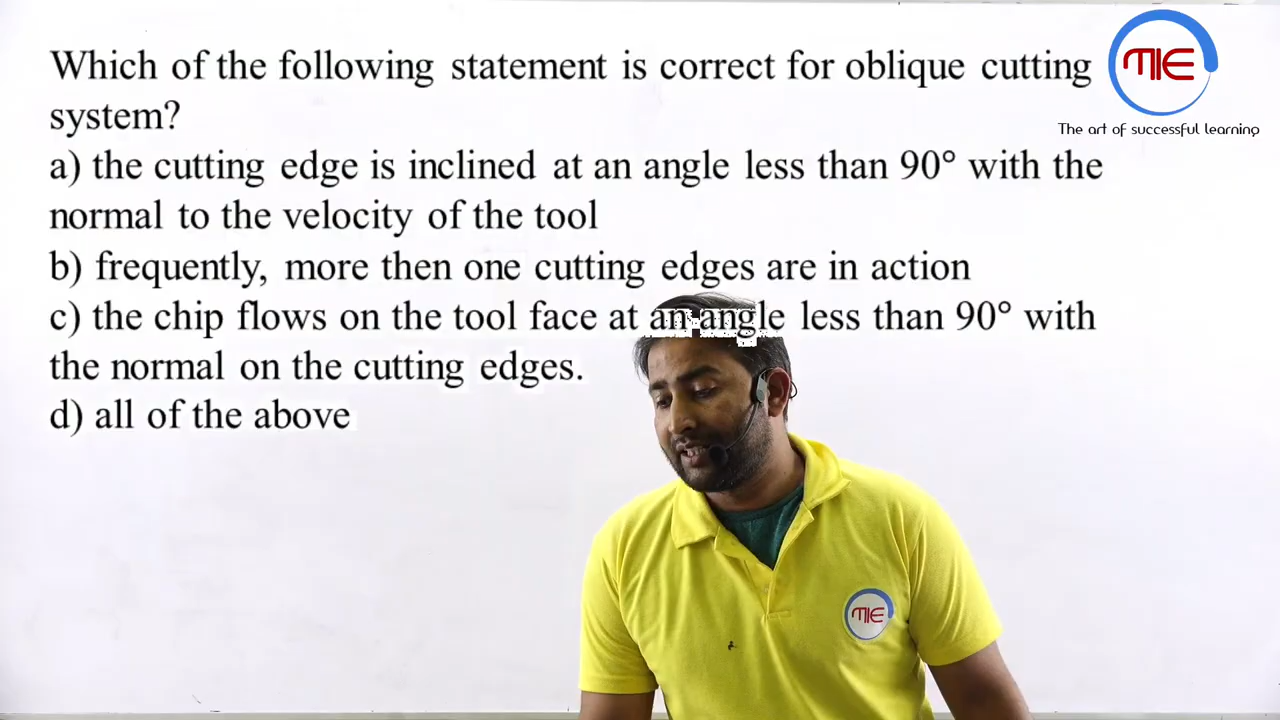 Which of the following statement is correct for oblique cutting
system?
a) the cutting edge is inclined at an angle less than 90° with the
normal to the velocity of the tool
b) frequently, more then one cutting edges are in action
c) the chip flows on the tool face at an angle less than 90° with
the normal on the cutting edges.
d) all of the above
MIE
The art of successful learning
MIE